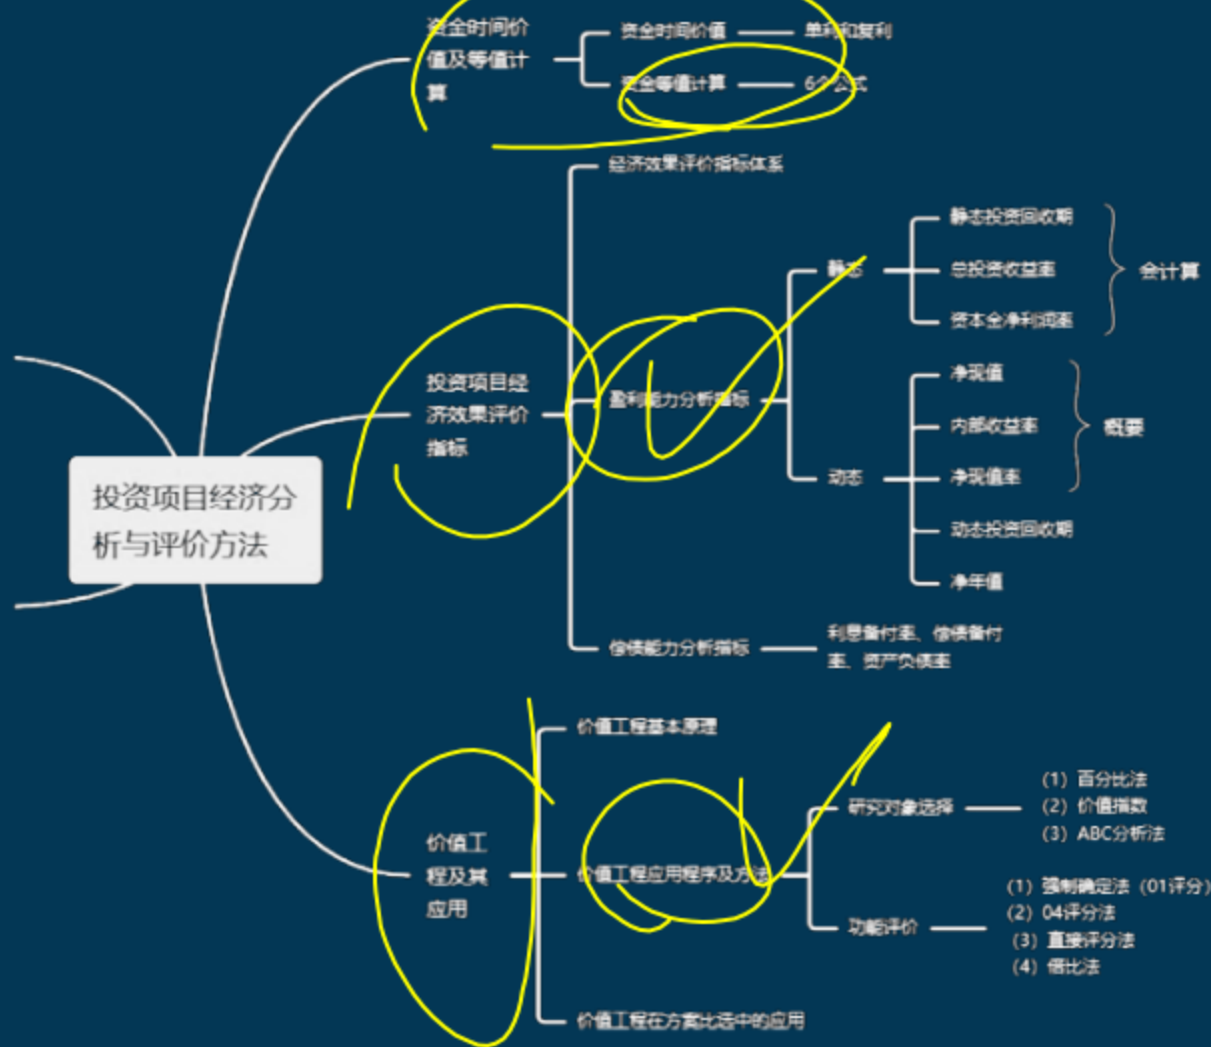 资金时间价
值及等值计
算
资金时间价值
单利和复利
资金等值计算
6个公式
投资项目经济分
析与评价方法
投资项目经
济效果评价
指标
经济效果评价指标体系
盈利能力分析指标
静态
静态投资回收期
总投资收益率
资本金净利润率
会计算
动态
净现值
内部收益率
净现值率
概要
动态投资回收期
净年值
偿债能力分析指标
利息备付率、偿债备付
率、资产负债率
价值工
程及其
应用
价值工程基本原理
价值工程应用程序及方法
研究对象选择
（1）百分比法
（2）价值指数
（3）ABC分析法
功能评价
（1）强制确定法（01评分）
（2）04评分法
（3）直接评分法
（4）倍比法
价值工程在方案比选中的应用